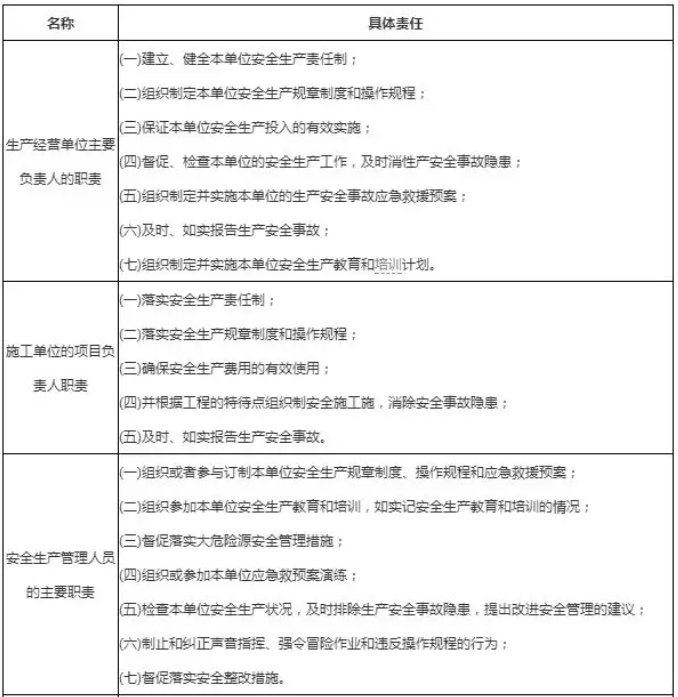 名称
具体责任
生产经营单位主要
负责人的职责
(一)建立、健全本单位安全生产责任制；
(二)组织制定本单位安全生产规章制度和操作规程；
(三)保证本单位安全生产投入的有效实施；
(四)督促、检查本单位的安全生产工作，及时消性产安全事故隐患；
(五)组织制定并实施本单位的生产安全事故应急救援预案；
(六)及时、如实报告生产安全事故；
(七)组织制定并实施本单位安全生产教育和培训计划。
施工单位的项目负
责人职责
(一)落实安全生产责任制；
(二)落实安全生产规章制度和操作规程；
(三)确保安全生产费用的有效使用；
(四)并根据工程的特待点组织制安全施工施，消除安全事故隐患；
(五)及时、如实报告生产安全事故。
安全生产管理人员
的主要职责
(一)组织或者参与订制本单位安全生产规章制度、操作规程和应急救援预案；
(二)组织参加本单位安全生产教育和培训，如实记安全生产教育和培训的情况；
(三)督促落实大危险源安全管理措施；
(四)组织或参加本单位应急救预案演练；
(五)检查本单位安全生产状况，及时排除生产安全事故隐患，提出改进安全管理的建议；
(六)制止和纠正声音指挥、强令冒险作业和违反操作规程的行为；
(七)督促落实安全整改措施。